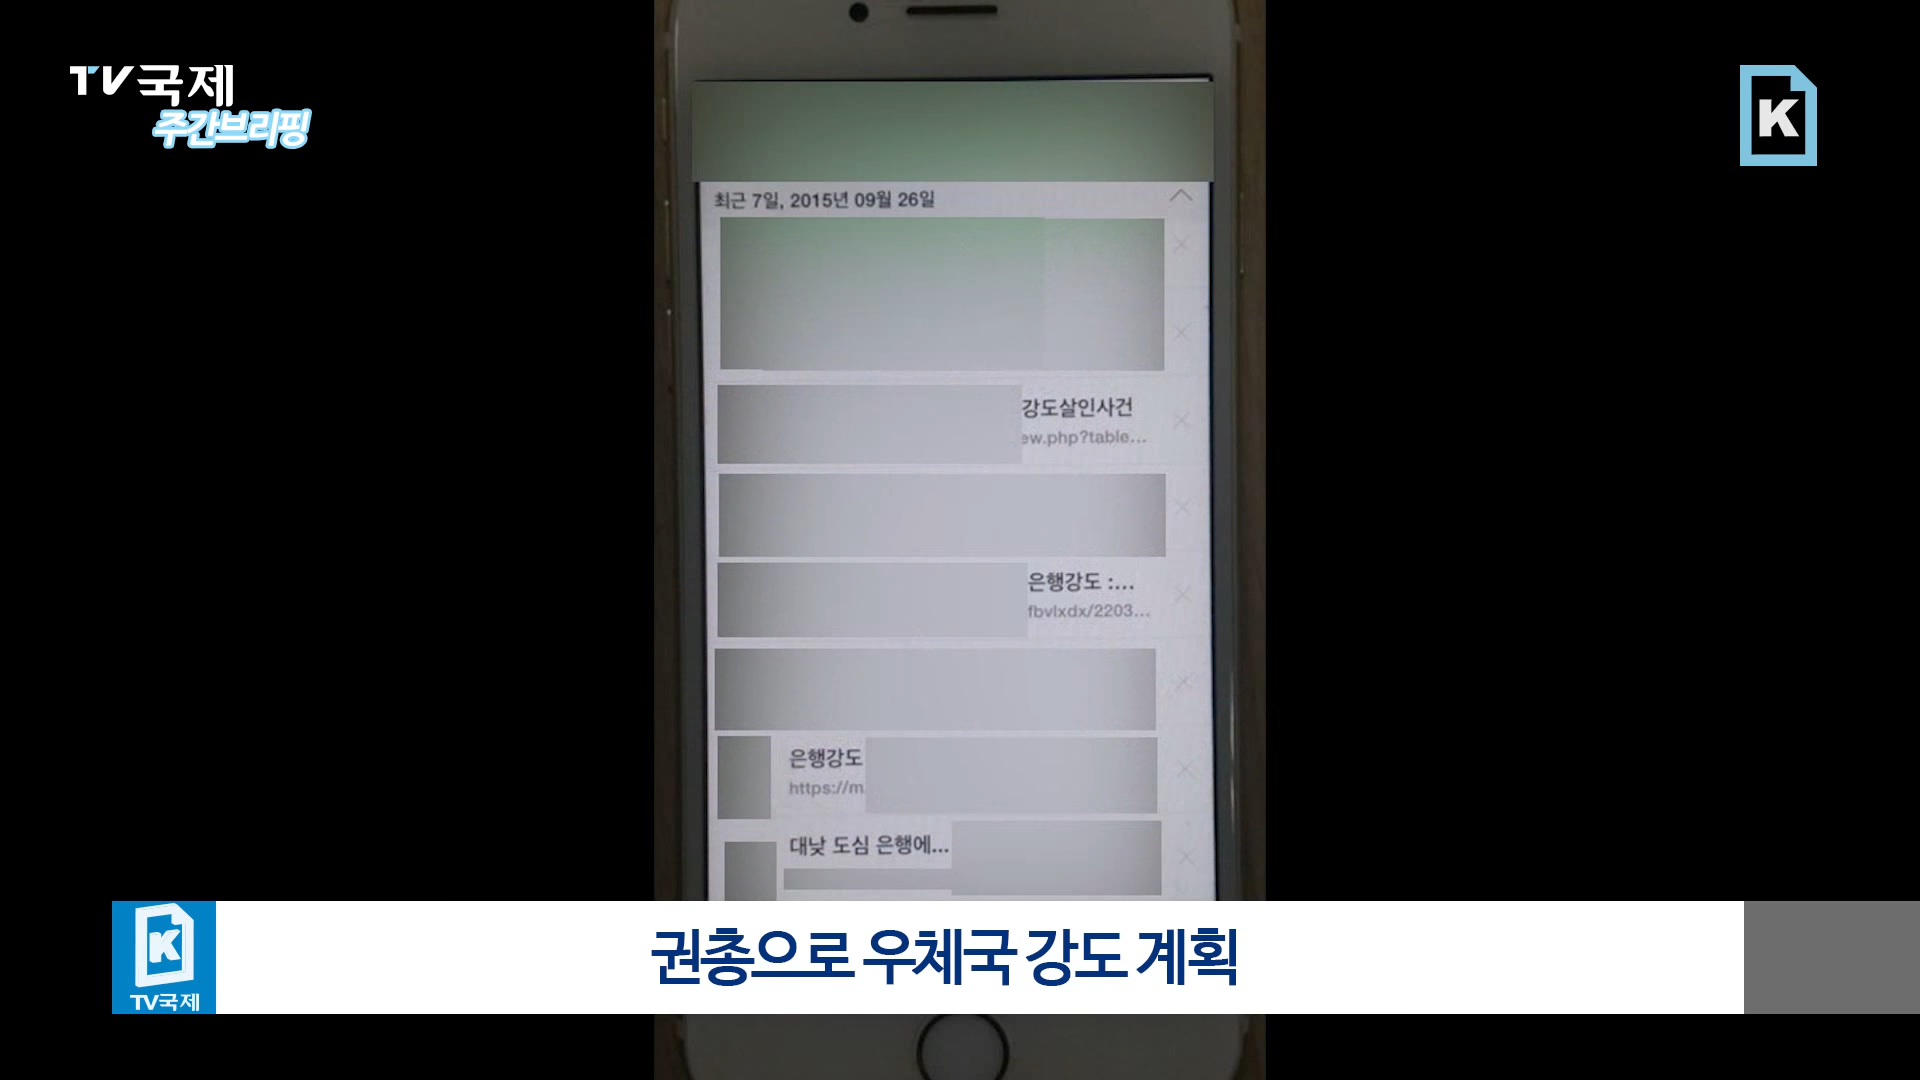 TV국제
주간브리핑
K
최근 7일, 2015년 09월 26일
강도살인사건
ew.php?table...
은행강도 :...
fbvlxdx/2203...
은행강도
https://m.
대낮 도심 은행에...
권총으로 우체국 강도 계획
K
TV국제